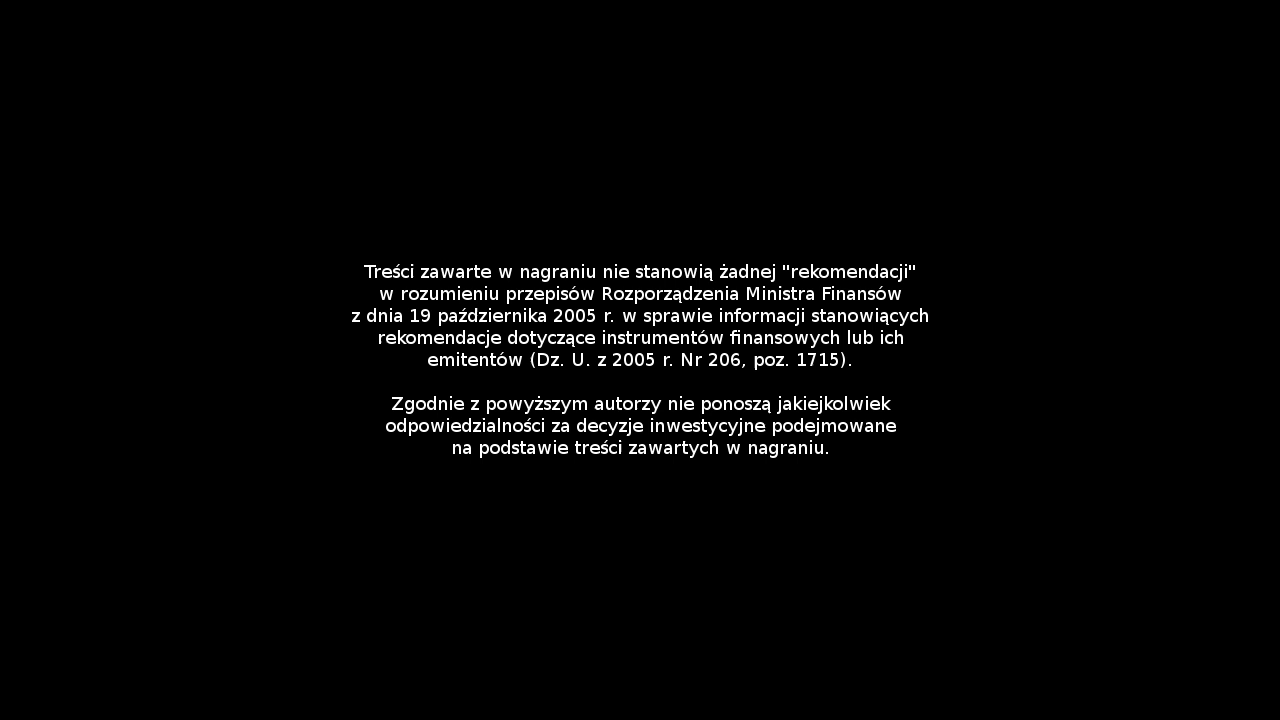 Treści zawarte w nagraniu nie stanowią żadnej "rekomendacji"
w rozumieniu przepisów Rozporządzenia Ministra Finansów
z dnia 19 października 2005 r. w sprawie informacji stanowiących
rekomendacje dotyczące instrumentów finansowych lub ich
emitentów (Dz. U. z 2005 r. Nr 206, poz. 1715).
Zgodnie z powyższym autorzy nie ponoszą jakiejkolwiek
odpowiedzialności za decyzje inwestycyjne podejmowane
na podstawie treści zawartych w nagraniu.